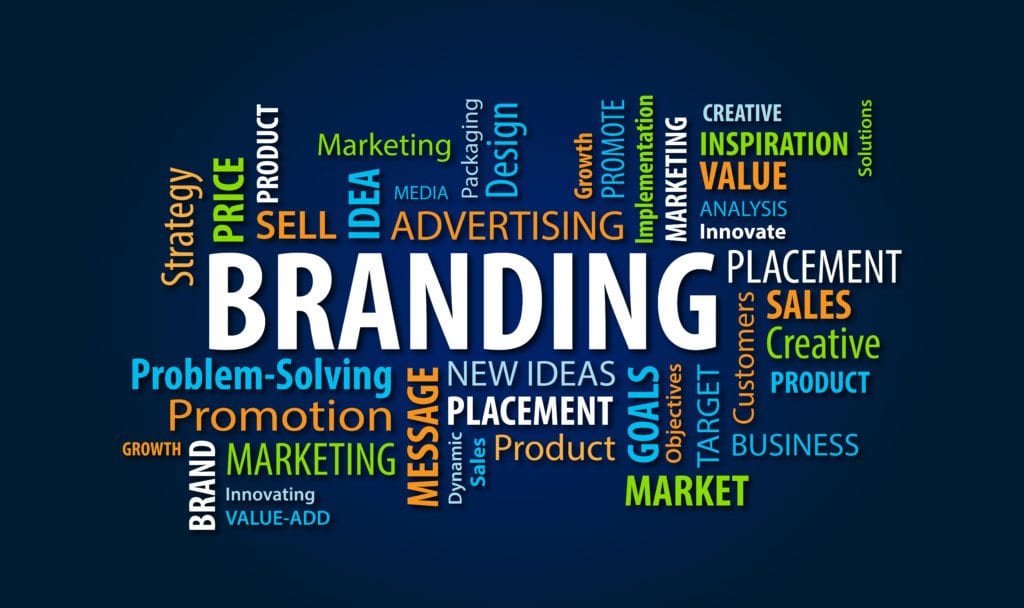 Strategy
PRICE
PRODUCT
SELL
Marketing
IDEA
MEDIA
ADVERTISING
Packaging
Design
Growth
PROMOTE
Implementation
MARKETING
CREATIVE
INSPIRATION
VALUE
ANALYSIS
Innovate
Solutions
BRANDING
PLACEMENT
SALES
Creative
PRODUCT
Customers
Problem-Solving
Promotion
GROWTH
BRAND
MARKETING
Innovating
VALUE-ADD
MESSAGE
NEW IDEAS
PLACEMENT
Dynamic
Sales
Product
GOALS
Objectives
TARGET
BUSINESS
MARKET